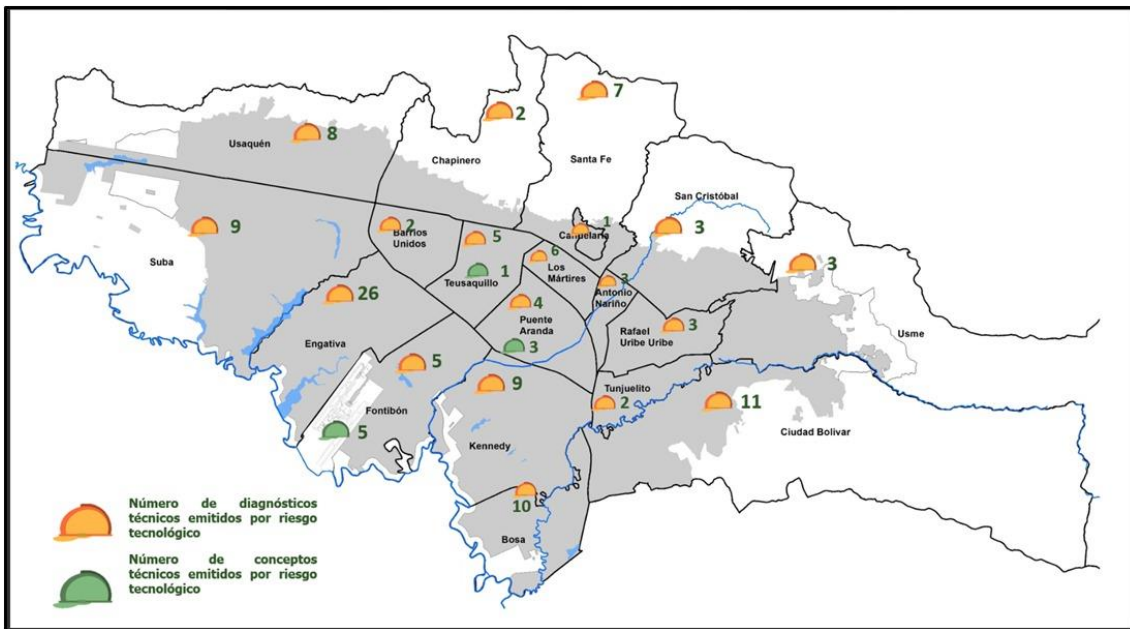 7
2
8
Usaquén
Chapinero
Santa Fe
San Cristóbal
9
2
Barrios
Unidos
5
1
Candelaria
3
Suba
1
Teusaquillo
6
Los
Mártires
3
26
3
Antonio
Nariño
4
Puente
Aranda
3
Rafael
Uribe Uribe
Usme
Engativa
3
5
9
Tunjuelito
2
11
Fontibón
5
Ciudad Bolivar
Kennedy
10
Bosa
Número de diagnósticos
técnicos emitidos por riesgo
tecnológico
Número de conceptos
técnicos emitidos por riesgo
tecnológico